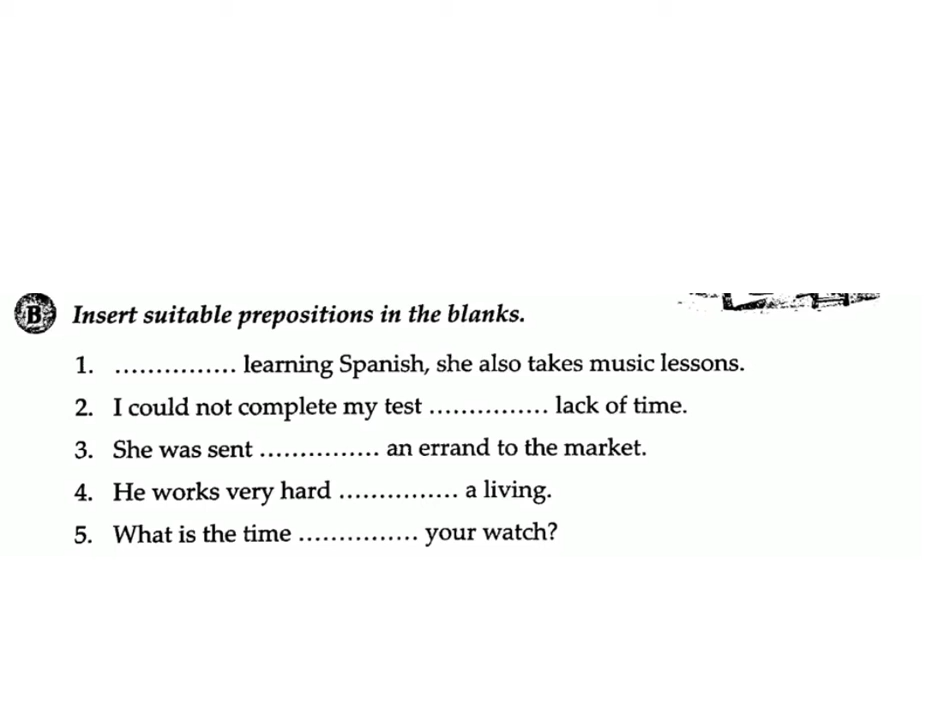 B Insert suitable prepositions in the blanks.
1. ............... learning Spanish, she also takes music lessons.
2. I could not complete my test ............... lack of time.
3. She was sent ............... an errand to the market.
4. He works very hard ............... a living.
5. What is the time ............... your watch?